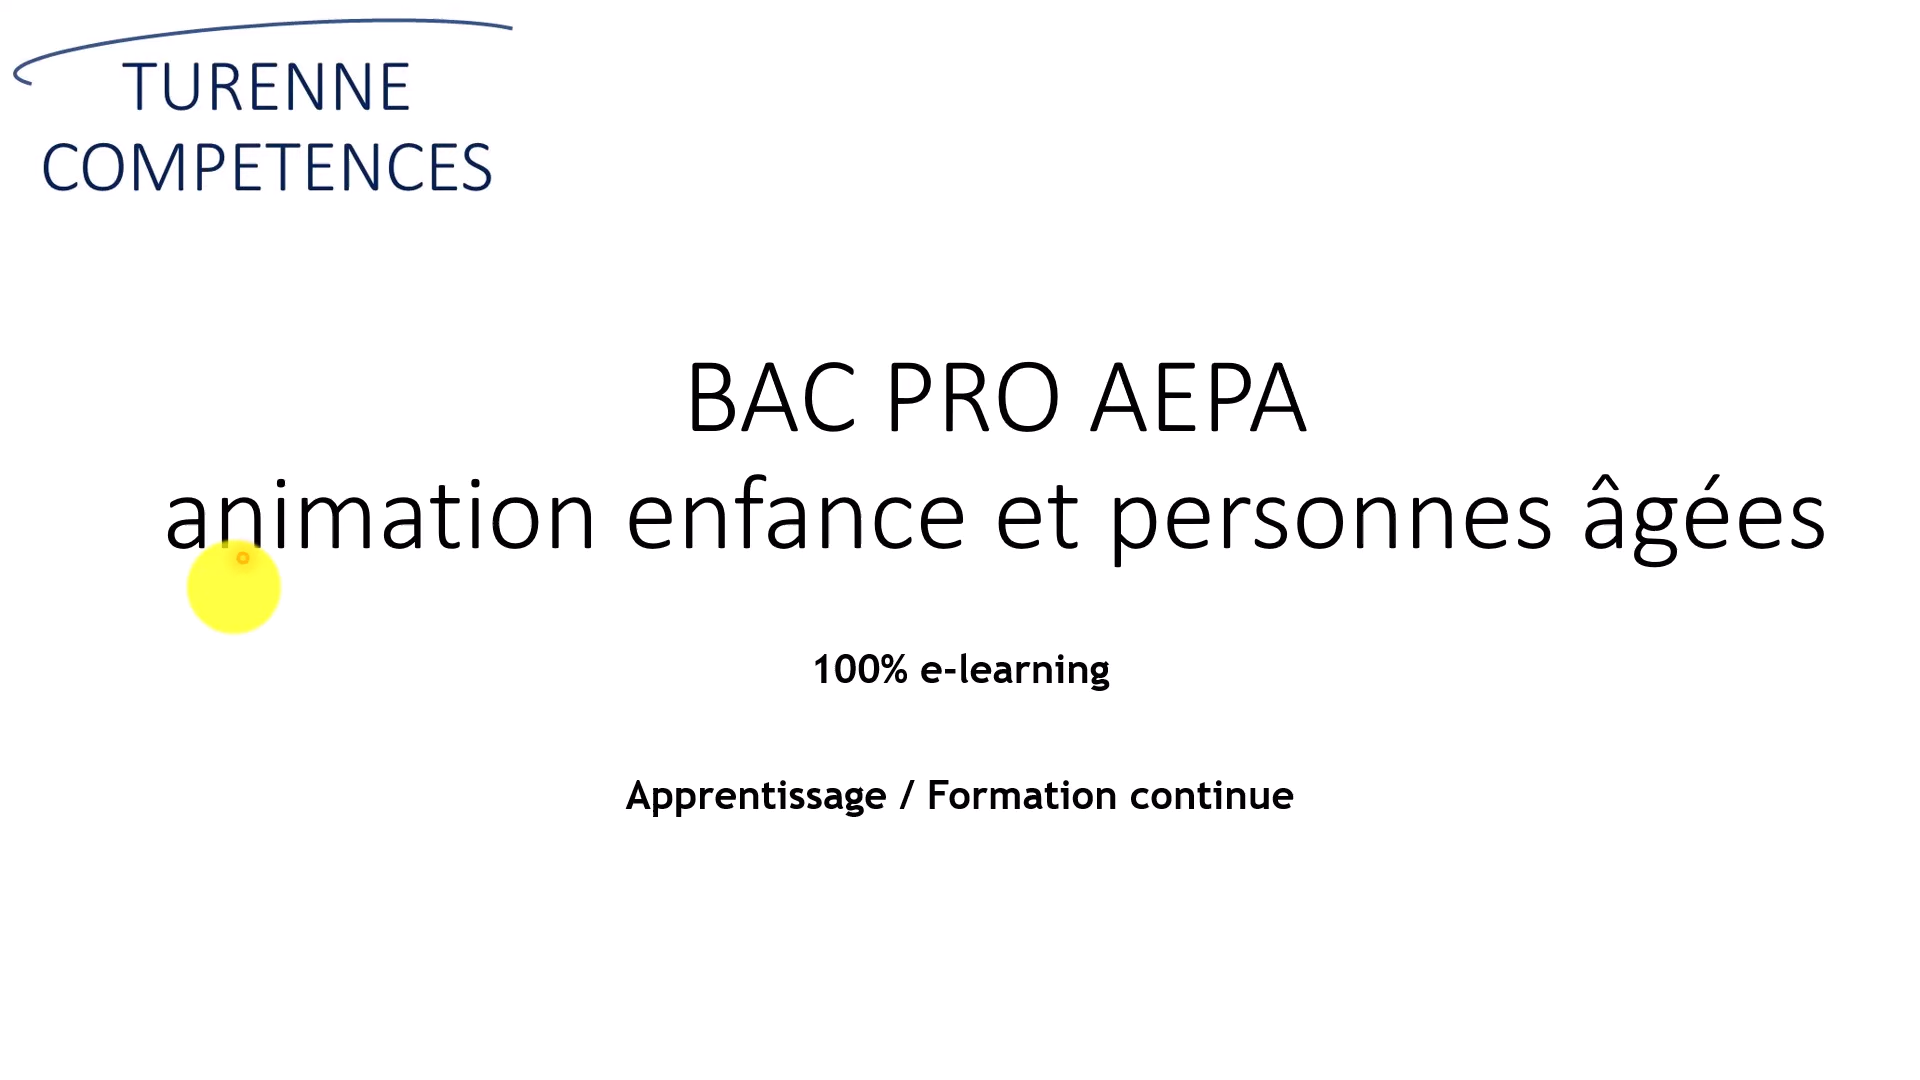 TURENNE
COMPETENCES
BAC PRO AEPA
animation enfance et personnes âgées
100% e-learning
Apprentissage / Formation continue